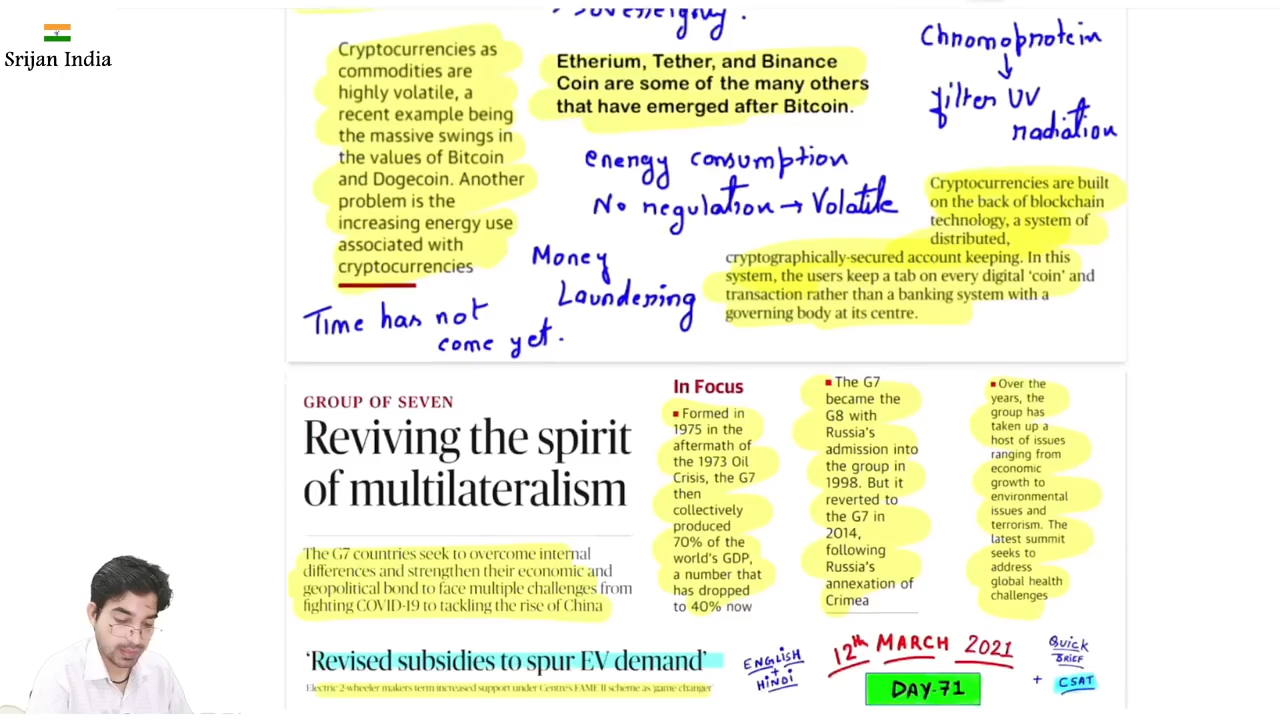 Srijan India
sovereignty.
Cryptocurrencies as
commodities are
highly volatile, a
recent example being
the massive swings in
the values of Bitcoin
and Dogecoin. Another
problem is the
increasing energy use
associated with
cryptocurrencies
Etherium, Tether, and Binance
Coin are some of the many others
that have emerged after Bitcoin.
Chromoprotein
↓
filter UV
radiation
energy consumption
No regulation → Volatile
Money
Laundering
Time has not
come yet.
Cryptocurrencies are built
on the back of blockchain
technology, a system of
distributed,
cryptographically-secured account keeping. In this
system, the users keep a tab on every digital ‘coin’ and
transaction rather than a banking system with a
governing body at its centre.
GROUP OF SEVEN
Reviving the spirit
of multilateralism
The G7 countries seek to overcome internal
differences and strengthen their economic and
geopolitical bond to face multiple challenges from
fighting COVID-19 to tackling the rise of China
In Focus
■ Formed in
1975 in the
aftermath of
the 1973 Oil
Crisis, the G7
then
collectively
produced
70% of the
world's GDP,
a number that
has dropped
to 40% now
■ The G7
became the
G8 with
Russia's
admission into
the group in
1998. But it
reverted to
the G7 in
2014,
following
Russia's
annexation of
Crimea
■ Over the
years, the
group has
taken up a
host of issues
ranging from
economic
growth to
environmental
issues and
terrorism. The
latest summit
seeks to
address
global health
challenges
‘Revised subsidies to spur EV demand’
Electric 2-wheeler makers term increased support under Centre's FAME II scheme as 'game changer'
ENGLISH
+
HINDI
12th MARCH 2021
DAY-71
QUICK
BRIEF
+ CSAT